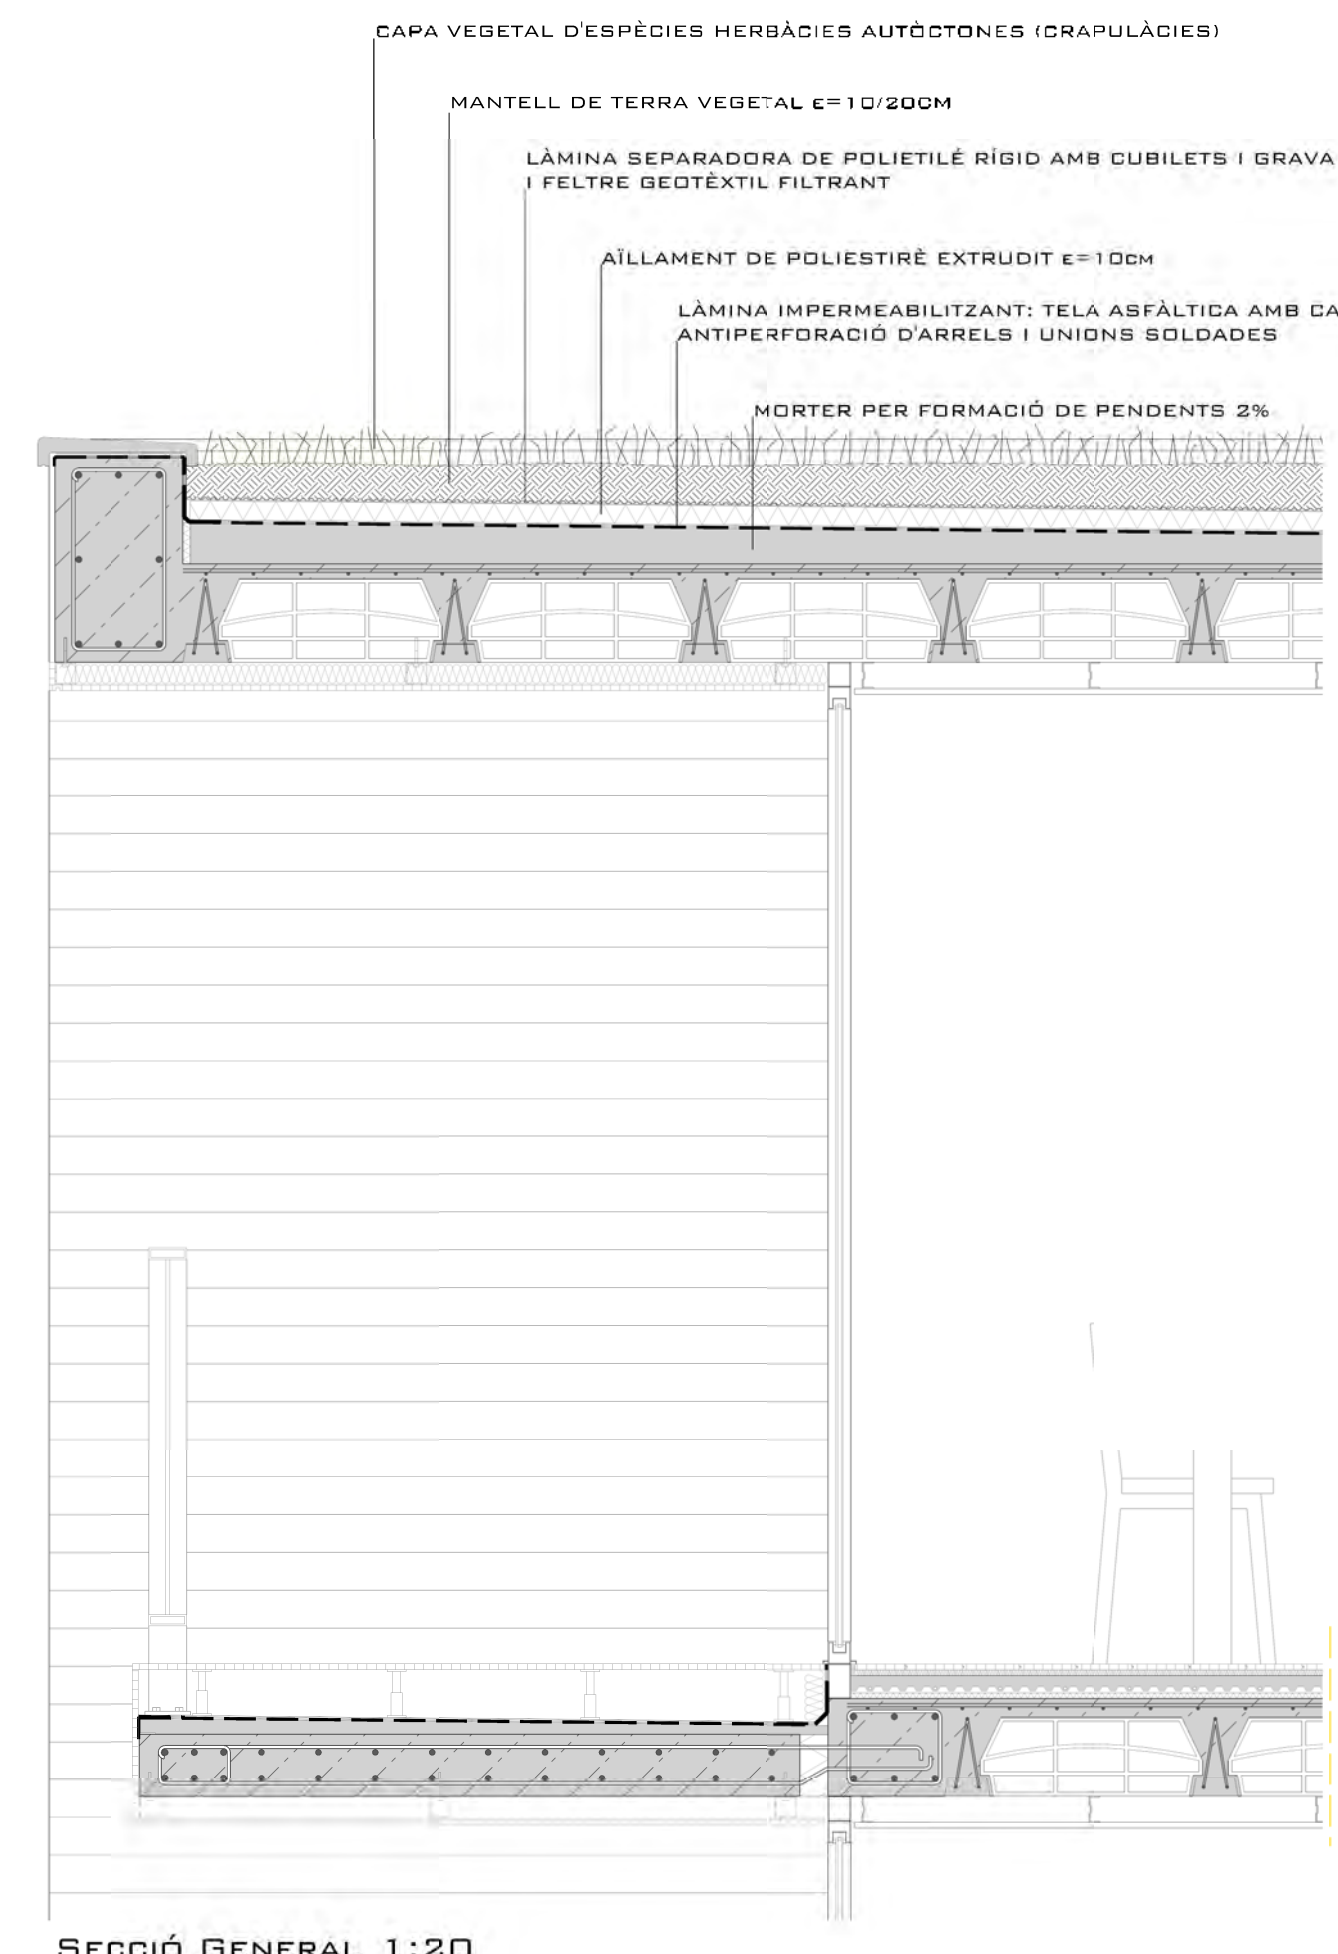 CAPA VEGETAL D'ESPÈCIES HERBÀCIES AUTÒCTONES (CRAPULÀCIES)
MANTELL DE TERRA VEGETAL E=10/20CM
LÀMINA SEPARADORA DE POLIETILÉ RÍGID AMB CUBILETS I GRAVA
I FELTRE GEOTÈXTIL FILTRANT
AÏLLAMENT DE POLIESTIRÈ EXTRUDIT E=10CM
LÀMINA IMPERMEABILITZANT: TELA ASFÀLTICA AMB CA
ANTIPERFORACIÓ D'ARRELS I UNIONS SOLDADES
MORTER PER FORMACIÓ DE PENDENTS 2%
SECCIÓ GENERAL 1:20